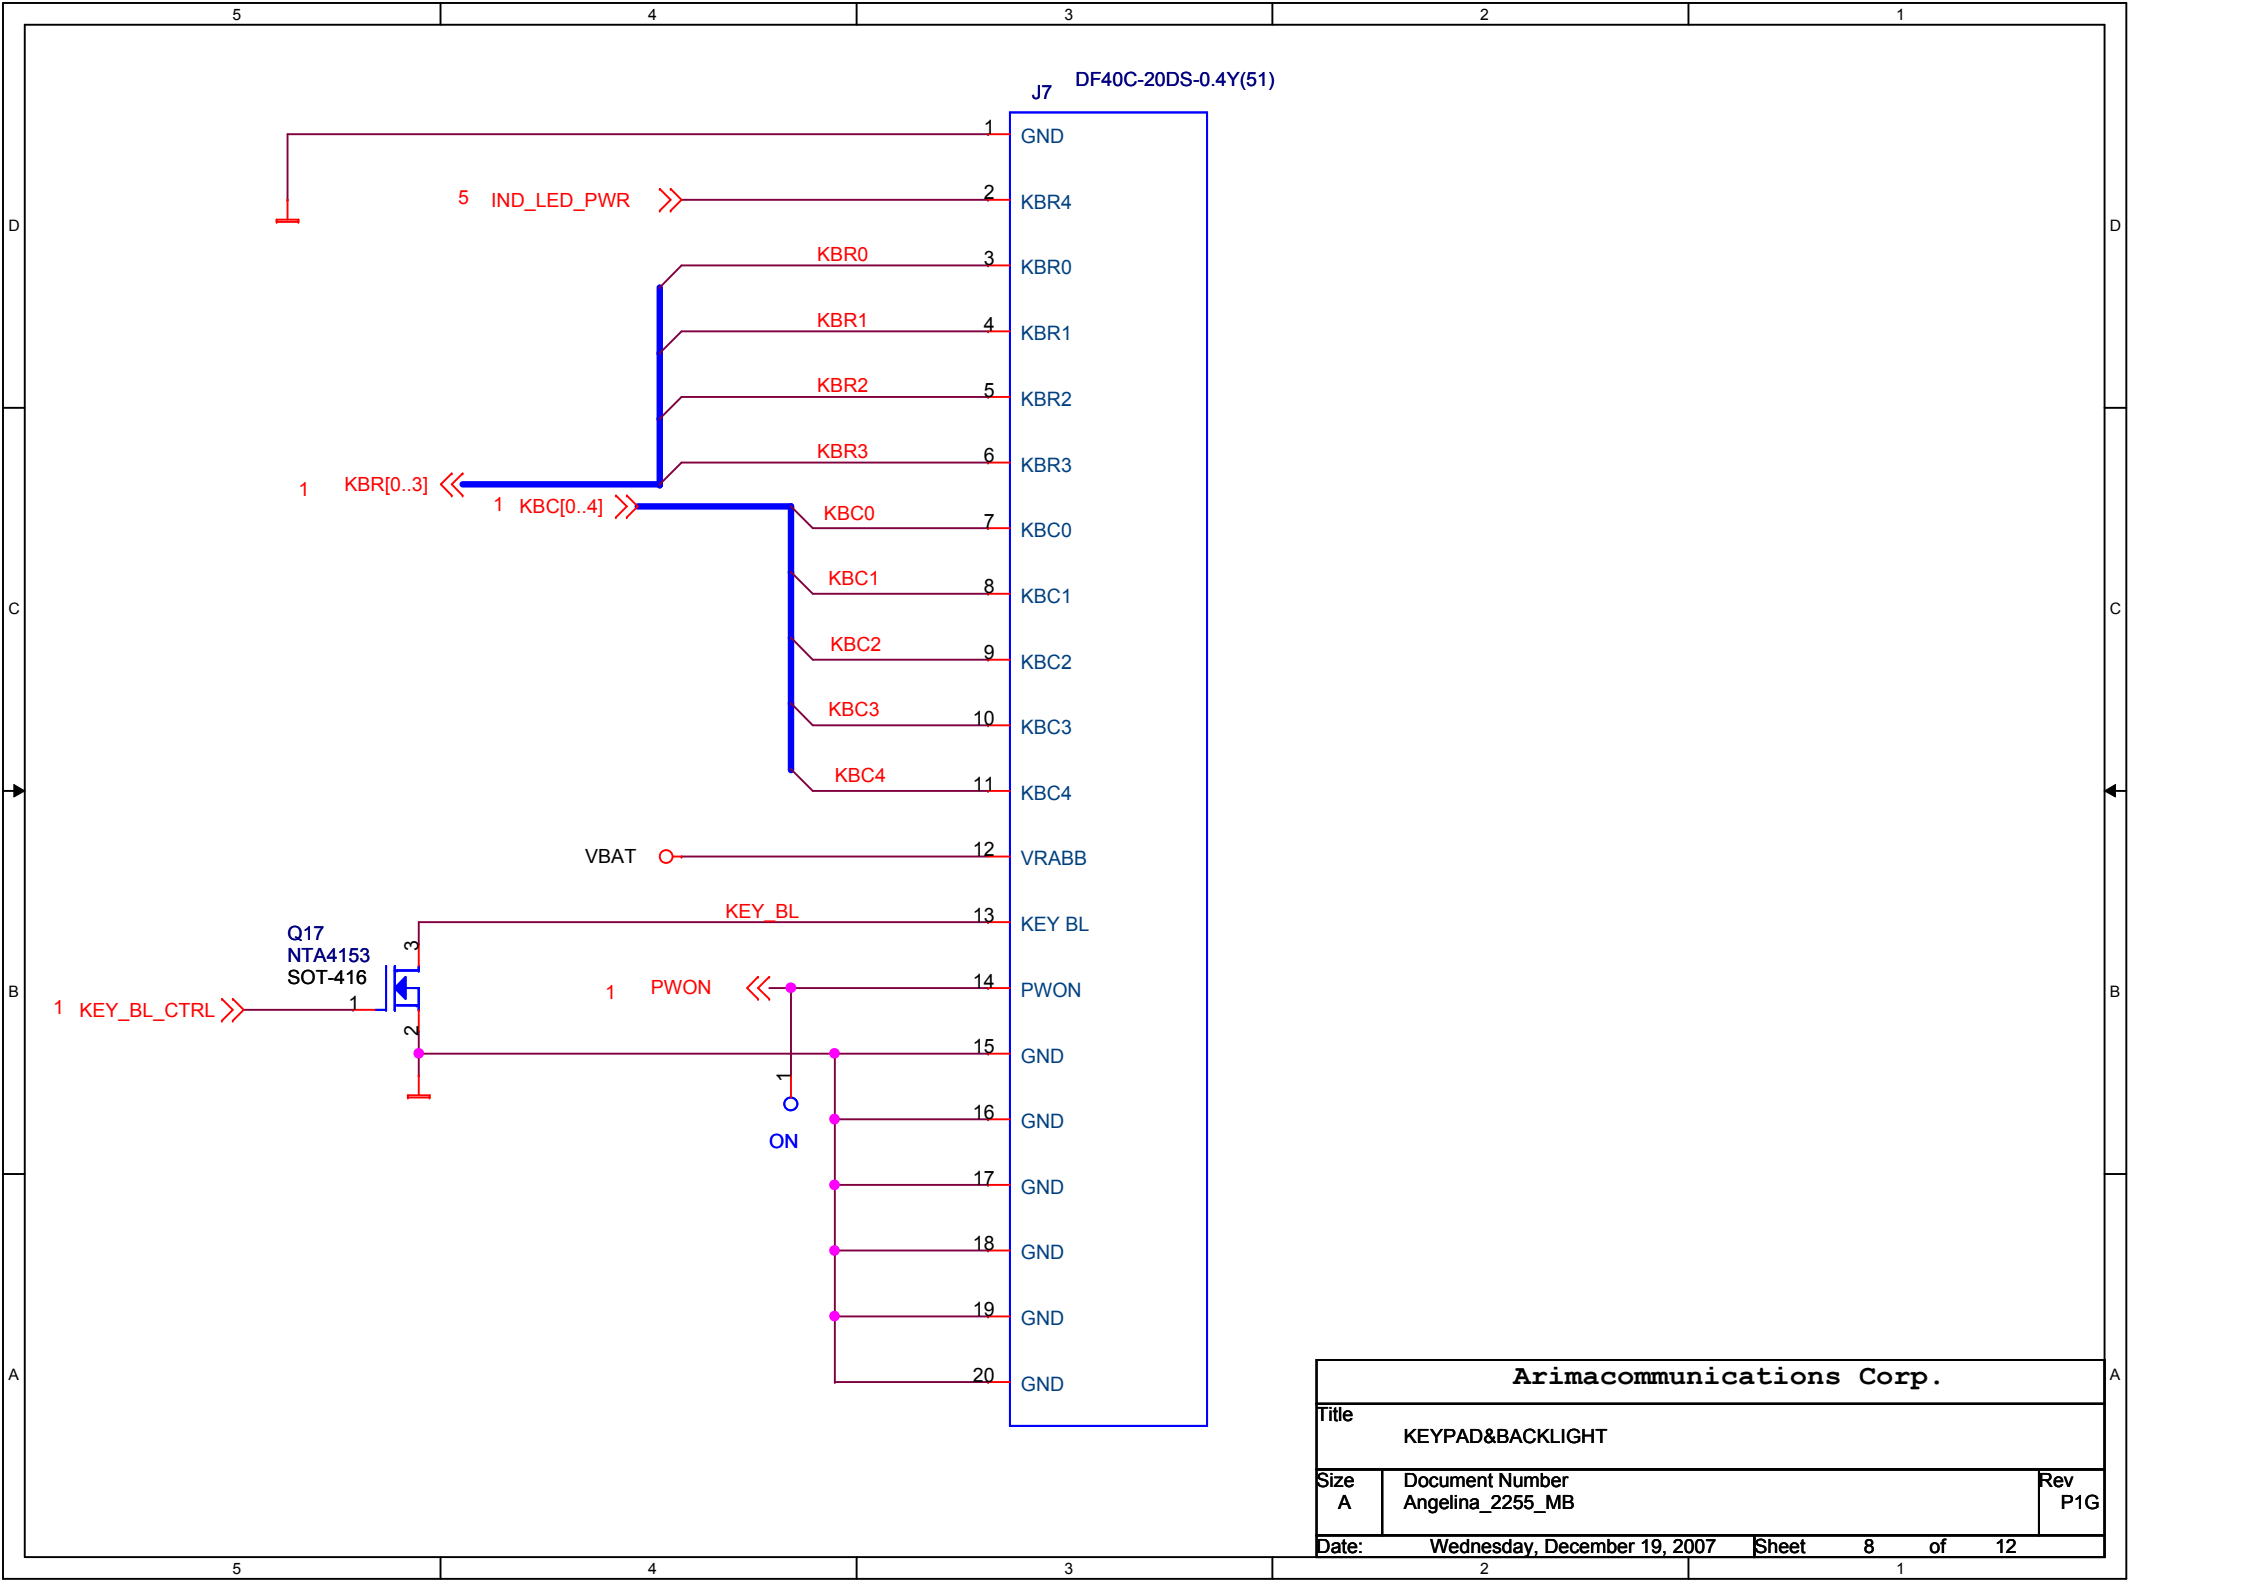 5 4 3 2 1
DF40C-20DS-0.4Y(51)
J7
1 GND
5 IND_LED_PWR 2 KBR4
D D
KBR0 3 KBR0
KBR1 4 KBR1
KBR2 5 KBR2
KBR3 6 KBR3
1 KBR[0..3]
1 KBC[0..4]
KBC0 7 KBC0
KBC1 8 KBC1
C C
KBC2 9 KBC2
KBC3 10 KBC3
KBC4 11 KBC4
VBAT 12 VRABB
KEY_BL 13 KEY BL
Q17
NTA4153
SOT-416
3
B B
1 PWON 14 PWON
1 KEY_BL_CTRL 1
2
15 GND
1
16 GND
ON
17 GND
18 GND
19 GND
20 GND
A A
Arimacommunications Corp.
Title
KEYPAD&BACKLIGHT
Size Document Number Rev
A Angelina_2255_MB P1G
Date: Wednesday, December 19, 2007 Sheet 8 of 12
5 4 3 2 1